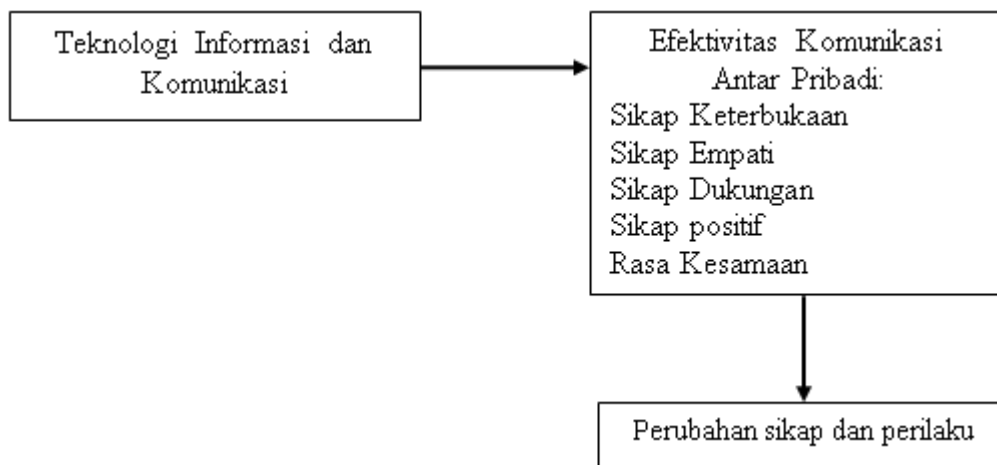 Teknologi Informasi dan
Komunikasi
Efektivitas Komunikasi
Antar Pribadi:
Sikap Keterbukaan
Sikap Empati
Sikap Dukungan
Sikap positif
Rasa Kesamaan
Perubahan sikap dan perilaku